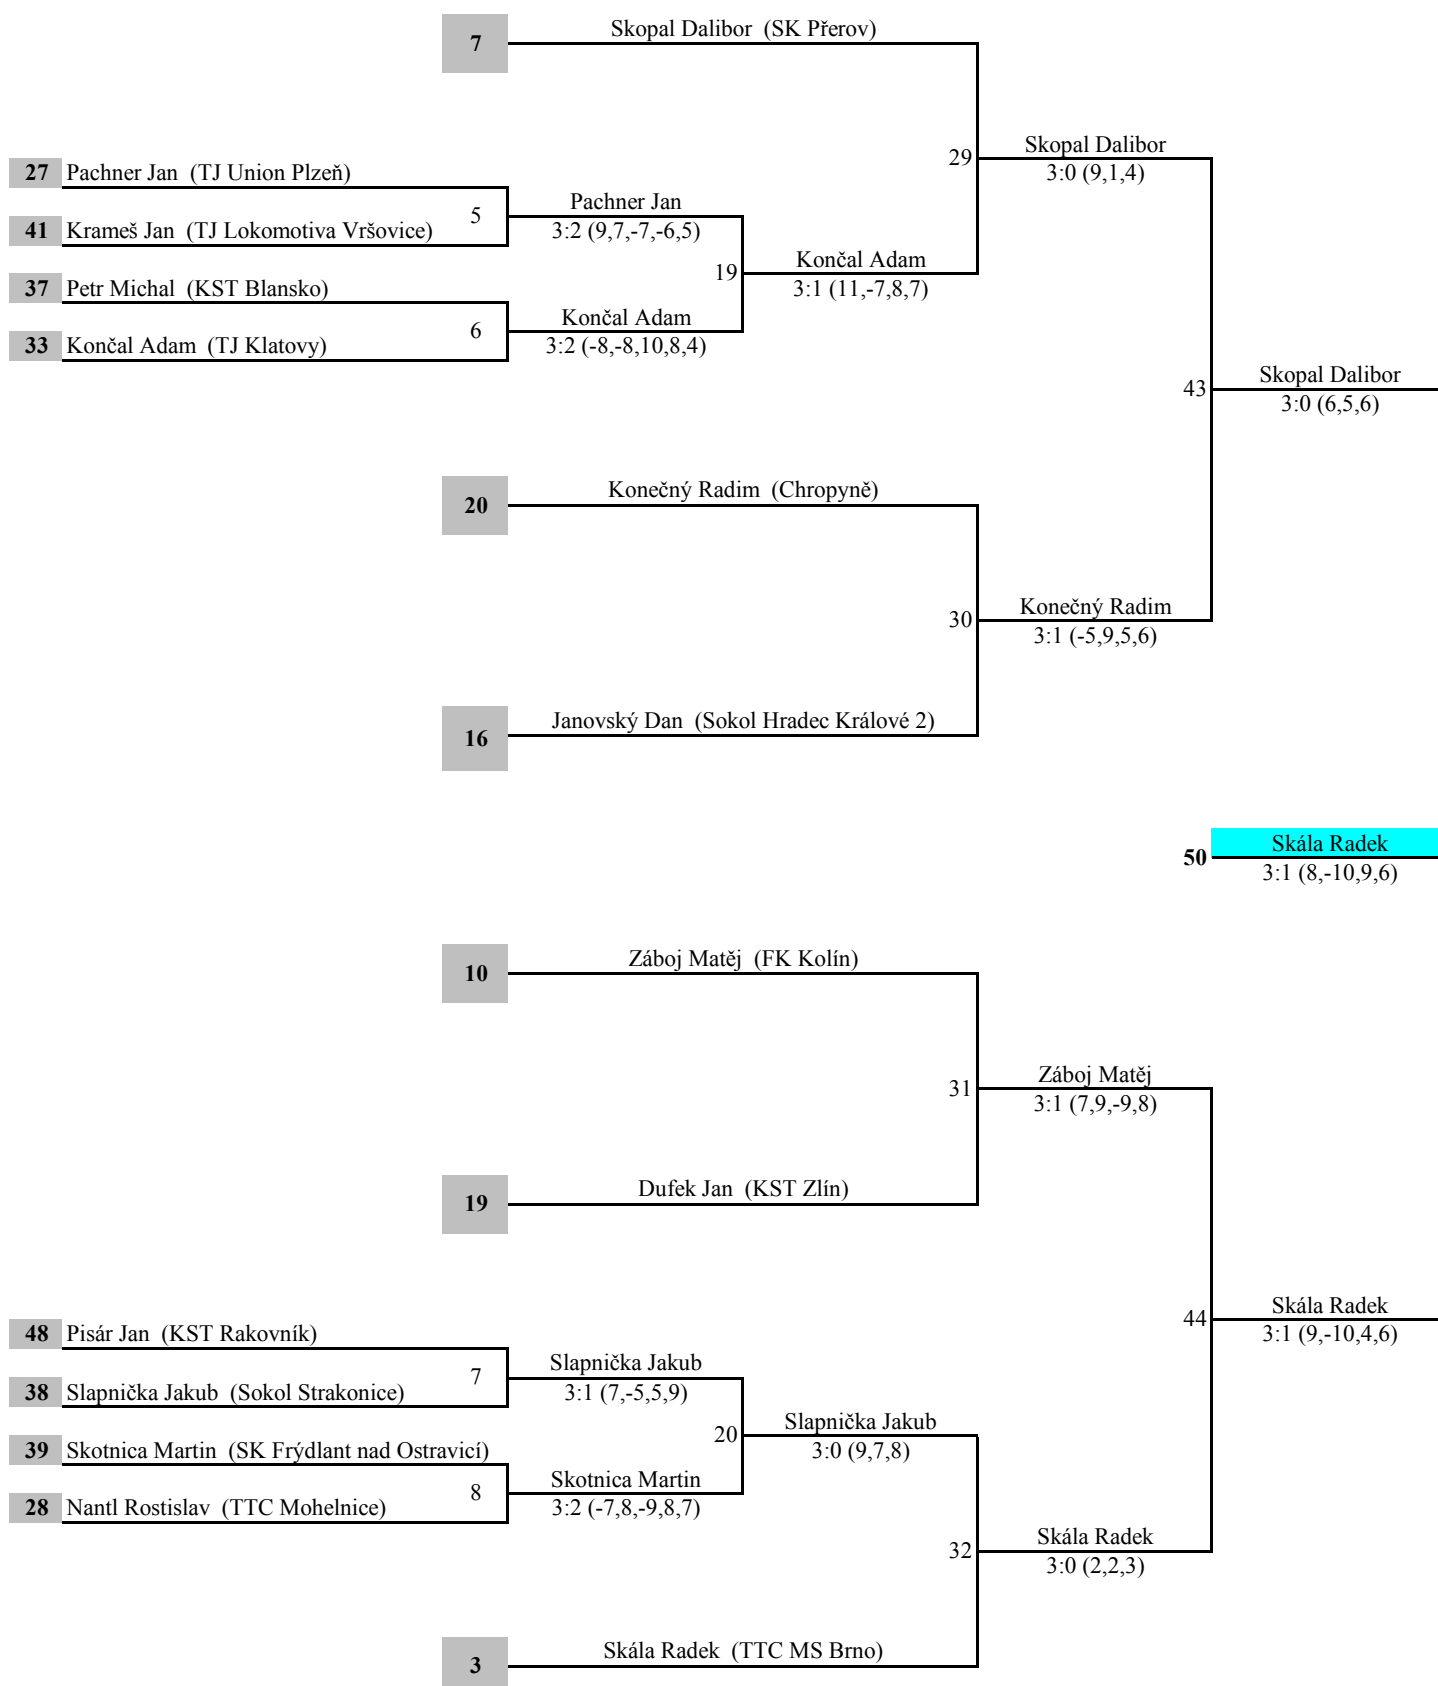 7 Skopal Dalibor (SK Přerov)
29 Skopal Dalibor
3:0 (9,1,4)
27 Pachner Jan (TJ Union Plzeň)
5 Pachner Jan
3:2 (9,7,-7,-6,5)
41 Krameš Jan (TJ Lokomotiva Vršovice)
19 Končal Adam
3:1 (11,-7,8,7)
37 Petr Michal (KST Blansko)
6 Končal Adam
3:2 (-8,-8,10,8,4)
33 Končal Adam (TJ Klatovy)
43 Skopal Dalibor
3:0 (6,5,6)
20 Konečný Radim (Chropyně)
30 Konečný Radim
3:1 (-5,9,5,6)
16 Janovský Dan (Sokol Hradec Králové 2)
50 Skála Radek
3:1 (8,-10,9,6)
10 Záboj Matěj (FK Kolín)
31 Záboj Matěj
3:1 (7,9,-9,8)
19 Dufek Jan (KST Zlín)
44 Skála Radek
3:1 (9,-10,4,6)
48 Pisár Jan (KST Rakovník)
7 Slapnička Jakub
3:1 (7,-5,5,9)
38 Slapnička Jakub (Sokol Strakonice)
20 Slapnička Jakub
3:0 (9,7,8)
39 Skotnica Martin (SK Frýdlant nad Ostravicí)
8 Skotnica Martin
3:2 (-7,8,-9,8,7)
28 Nantl Rostislav (TTC Mohelnice)
32 Skála Radek
3:0 (2,2,3)
3 Skála Radek (TTC MS Brno)